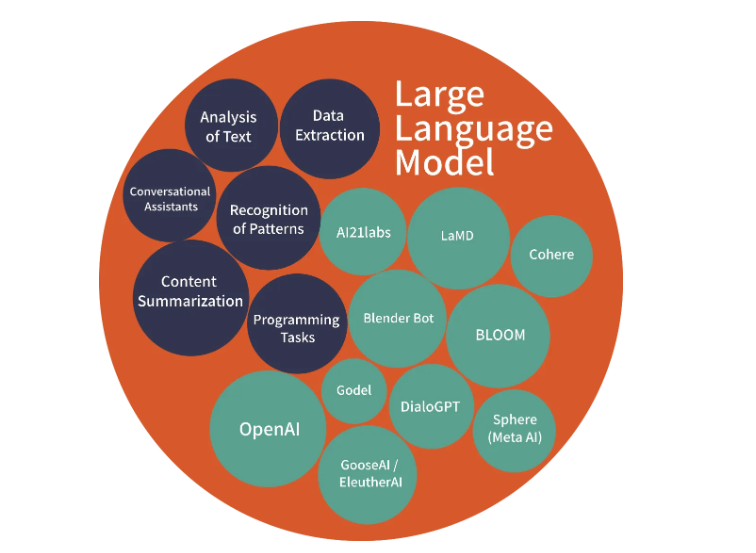 Large
Language
Model
Analysis
of Text
Data
Extraction
Conversational
Assistants
Recognition
of Patterns
AI21labs
LaMD
Cohere
Content
Summarization
Programming
Tasks
Blender Bot
BLOOM
Godel
DialoGPT
OpenAI
Sphere
(Meta AI)
GooseAI /
EleutherAI